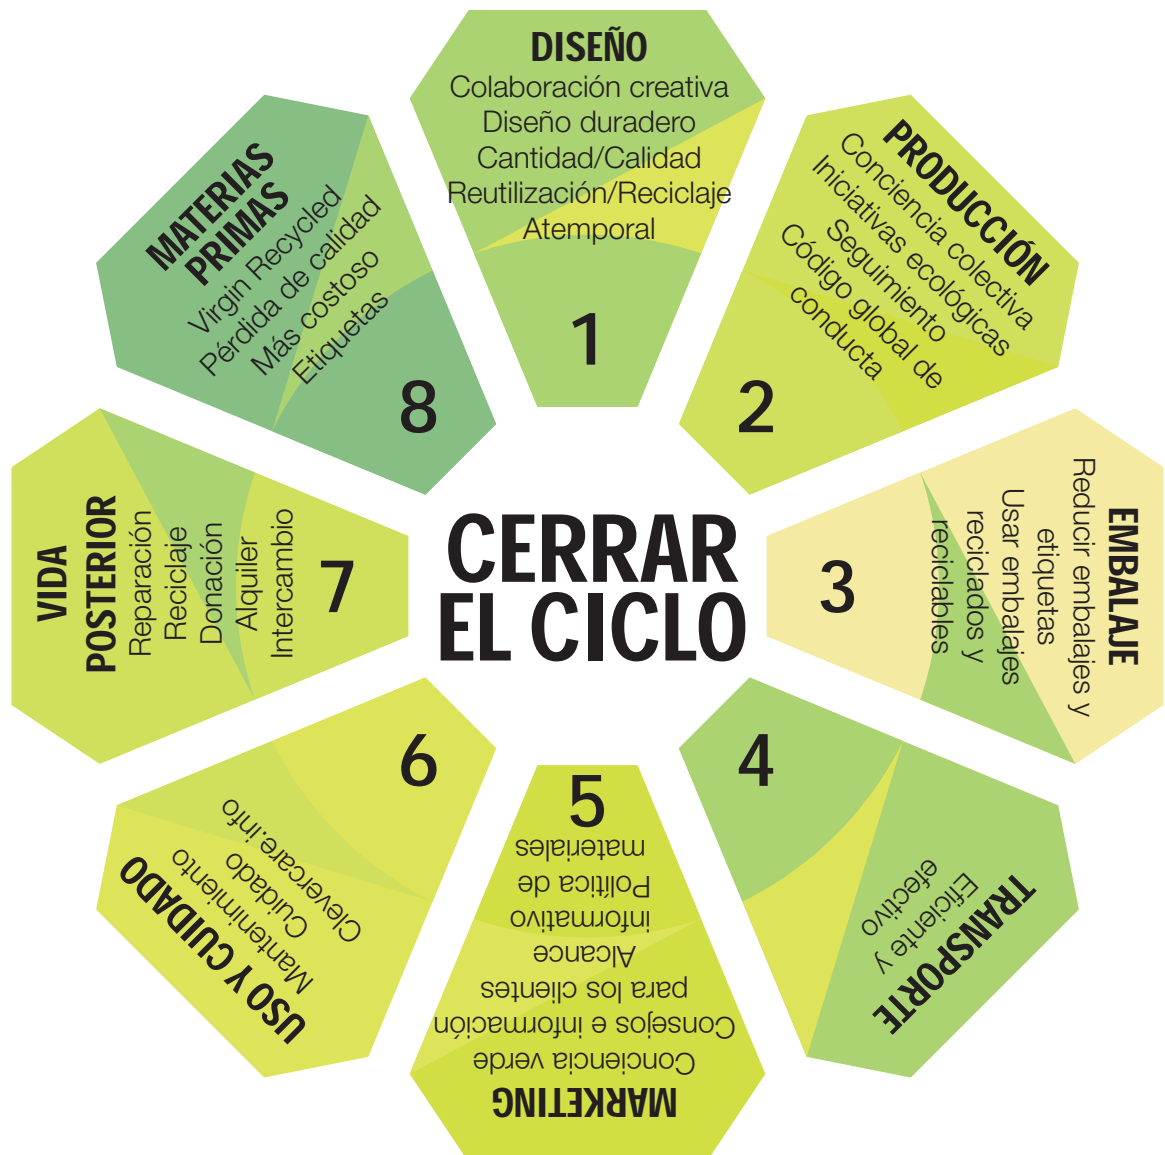 DISEÑO
Colaboración creativa
Diseño duradero
Cantidad/Calidad
Reutilización/Reciclaje
Atemporal
1
PRODUCCIÓN
Conciencia colectiva
Iniciativas ecológicas
Seguimiento
Código global de
conducta
2
EMBALAJE
Reducir embalajes y
etiquetas
Usar embalajes
reciclados y
reciclables
3
TRANSPORTE
Eficiente y
efectivo
4
MARKETING
Conciencia verde
Consejos e información
para los clientes
Alcance
informativo
Política de
materiales
5
USO Y CUIDADO
Mantenimiento
Cuidado
Clevercare.info
6
VIDA
POSTERIOR
Reparación
Reciclaje
Donación
Alquiler
Intercambio
7
MATERIAS
PRIMAS
Virgin Recycled
Pérdida de calidad
Más costoso
Etiquetas
8
CERRAR
EL CICLO